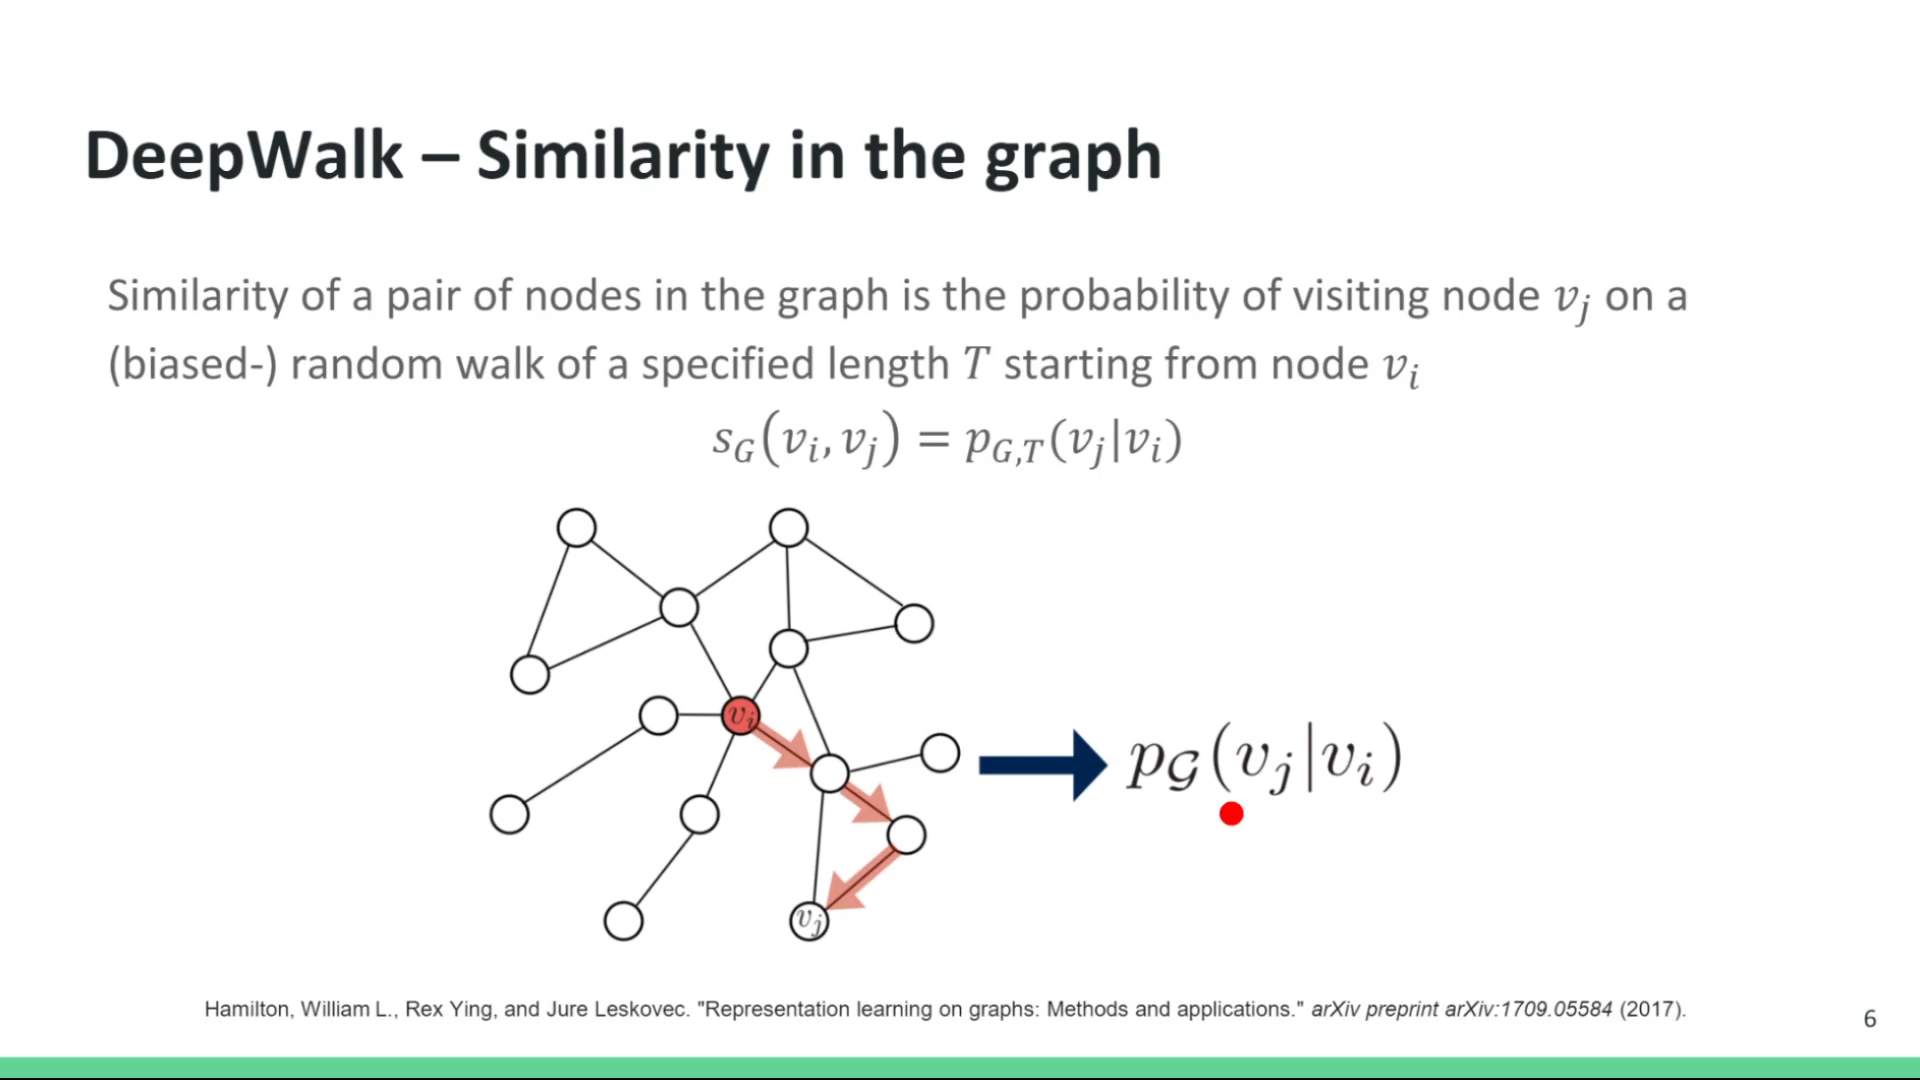 DeepWalk – Similarity in the graph
Similarity of a pair of nodes in the graph is the probability of visiting node v_j on a
(biased-) random walk of a specified length T starting from node v_i
s_G(v_i, v_j) = p_{G,T}(v_j|v_i)
v_i
p_𝒢(v_j|v_i)
v_j
Hamilton, William L., Rex Ying, and Jure Leskovec. "Representation learning on graphs: Methods and applications." arXiv preprint arXiv:1709.05584 (2017).
6